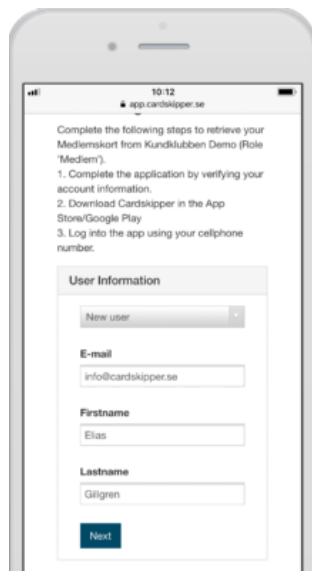 10:12
app.cardskipper.se
Complete the following steps to retrieve your
Medlemskort from Kundklubben Demo (Role
'Medlem').
1. Complete the application by verifying your
account information.
2. Download Cardskipper in the App
Store/Google Play
3. Log into the app using your cellphone
number.
User Information
New user
E-mail
info@cardskipper.se
Firstname
Elias
Lastname
Gillgren
Next